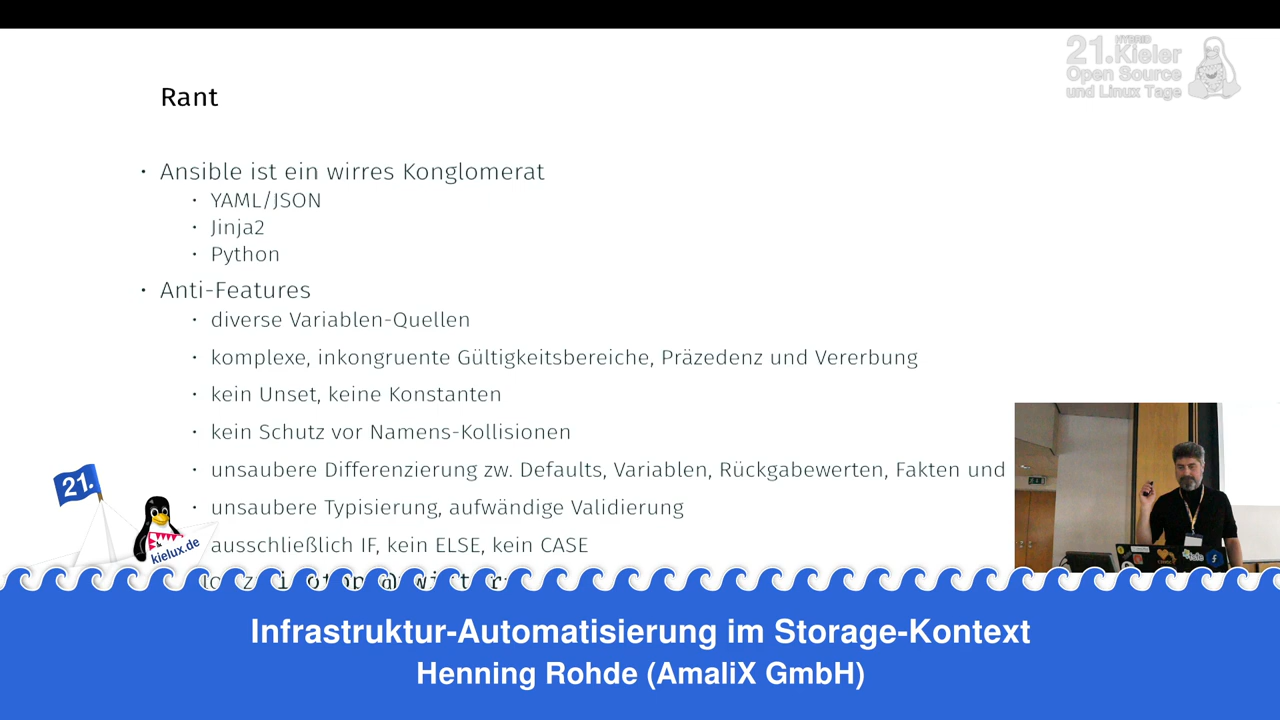 21. HYBRID
Kieler
Open Source
und Linux Tage
Rant
• Ansible ist ein wirres Konglomerat
• YAML/JSON
• Jinja2
• Python
• Anti-Features
• diverse Variablen-Quellen
• komplexe, inkongruente Gültigkeitsbereiche, Präzedenz und Vererbung
• kein Unset, keine Konstanten
• kein Schutz vor Namens-Kollisionen
• unsaubere Differenzierung zw. Defaults, Variablen, Rückgabewerten, Fakten und
• unsaubere Typisierung, aufwändige Validierung
ausschließlich IF, kein ELSE, kein CASE
21.
kielux.de
Infrastruktur-Automatisierung im Storage-Kontext
Henning Rohde (AmaliX GmbH)